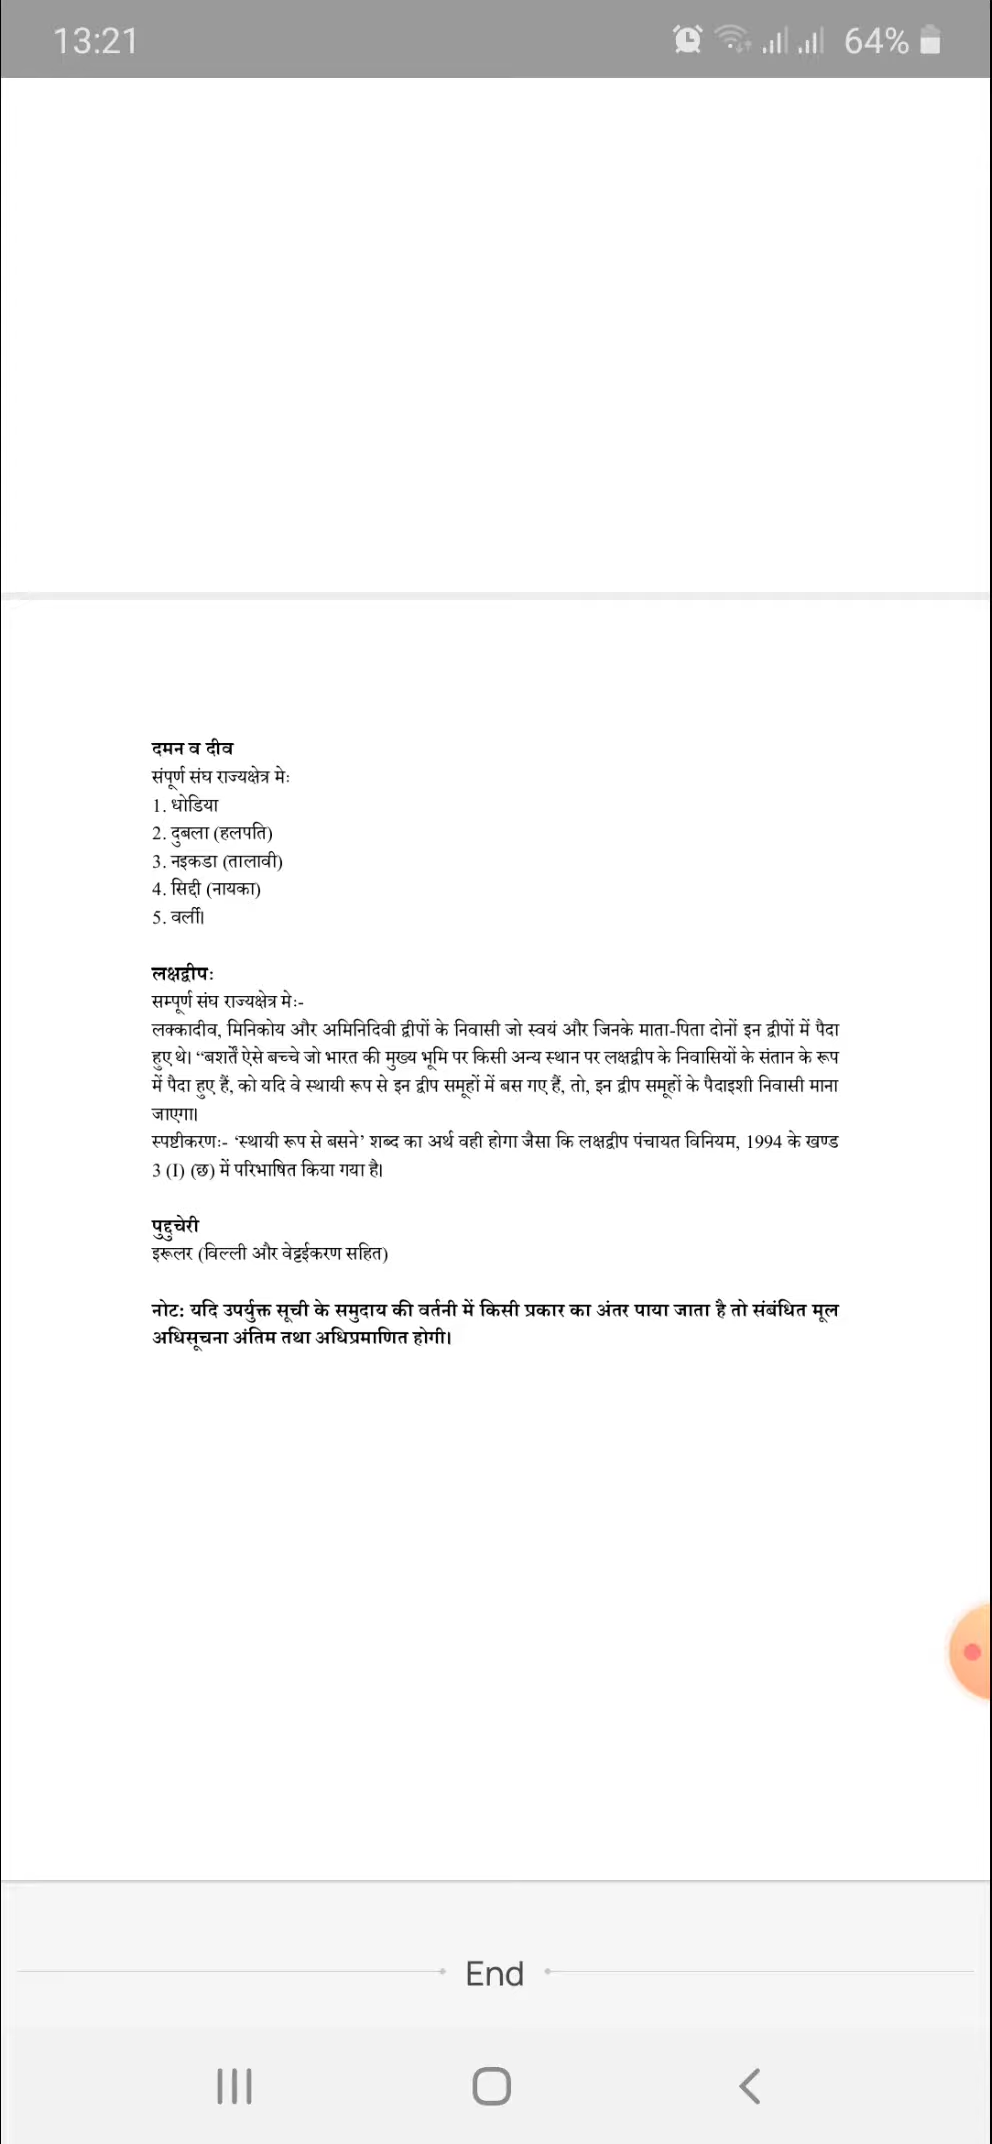 13:21 64%
दमन व दीव
संपूर्ण संघ राज्यक्षेत्र मेः
1. धोडिया
2. दुबला (हलपति)
3. नइकडा (तालावी)
4. सिद्दी (नायका)
5. वर्ली।
लक्षद्वीपः
सम्पूर्ण संघ राज्यक्षेत्र मेः-
लक्कादीव, मिनिकोय और अमिनिदिवी द्वीपों के निवासी जो स्वयं और जिनके माता-पिता दोनों इन द्वीपों में पैदा
हुए थे। “बशर्तें ऐसे बच्चे जो भारत की मुख्य भूमि पर किसी अन्य स्थान पर लक्षद्वीप के निवासियों के संतान के रूप
में पैदा हुए हैं, को यदि वे स्थायी रूप से इन द्वीप समूहों में बस गए हैं, तो, इन द्वीप समूहों के पैदाइशी निवासी माना
जाएगा।
स्पष्टीकरणः- ‘स्थायी रूप से बसने’ शब्द का अर्थ वही होगा जैसा कि लक्षद्वीप पंचायत विनियम, 1994 के खण्ड
3 (I) (छ) में परिभाषित किया गया है।
पुद्दुचेरी
इरूलर (विल्ली और वेट्टईकरण सहित)
नोट: यदि उपर्युक्त सूची के समुदाय की वर्तनी में किसी प्रकार का अंतर पाया जाता है तो संबंधित मूल
अधिसूचना अंतिम तथा अधिप्रमाणित होगी।
End